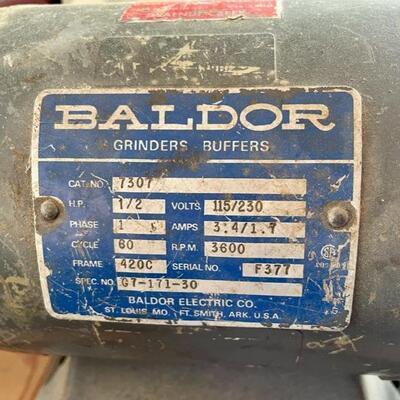 BALDOR
GRINDERS BUFFERS
CAT. NO. 7307
H.P. 1/2 VOLTS 115/230
PHASE 1 AMPS 3.4/1.7
CYCLE 60 R.P.M. 3600
FRAME 420C SERIAL NO. F377
SPEC. NO. G7-171-30
BALDOR ELECTRIC CO.
ST. LOUIS, MO. FT. SMITH, ARK. U.S.A.